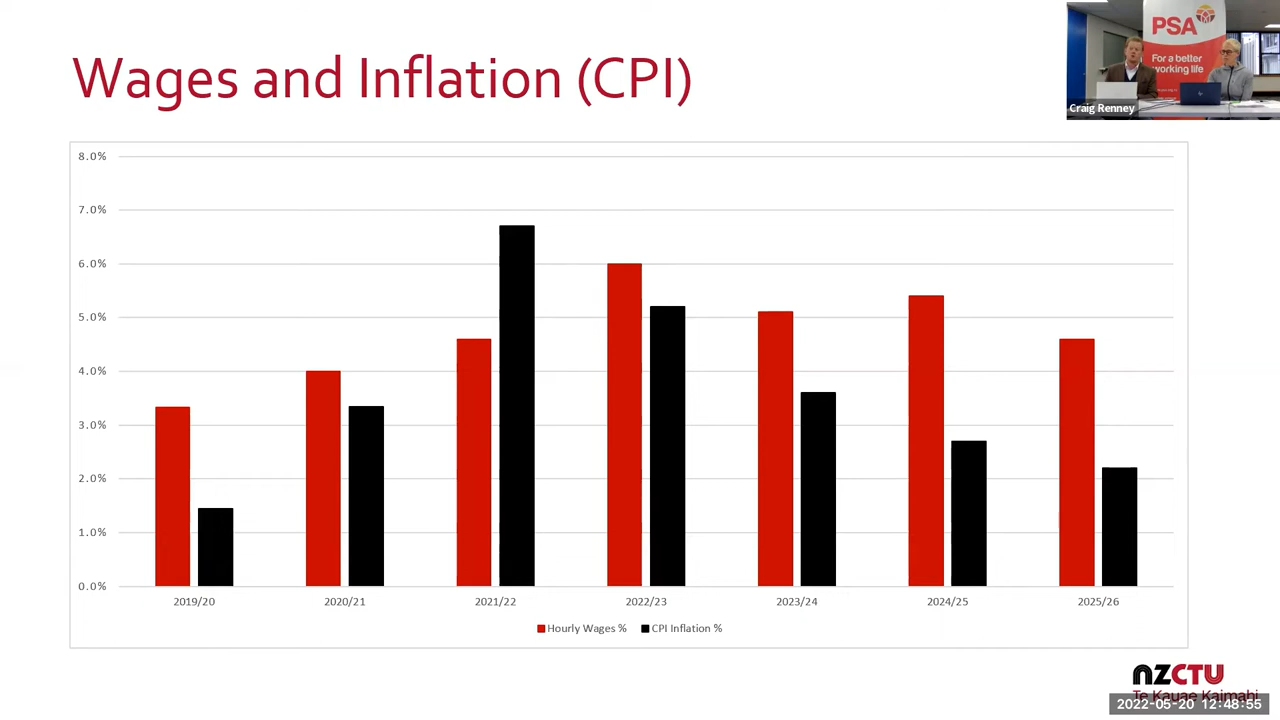 Wages and Inflation (CPI)
PSA
For a better
working life
Craig Renney
8.0%
7.0%
6.0%
5.0%
4.0%
3.0%
2.0%
1.0%
0.0%
2019/20 2020/21 2021/22 2022/23 2023/24 2024/25 2025/26
Hourly Wages % CPI Inflation %
NZCTU
Te Kauae Kaimahi
2022-05-20 12:48:55